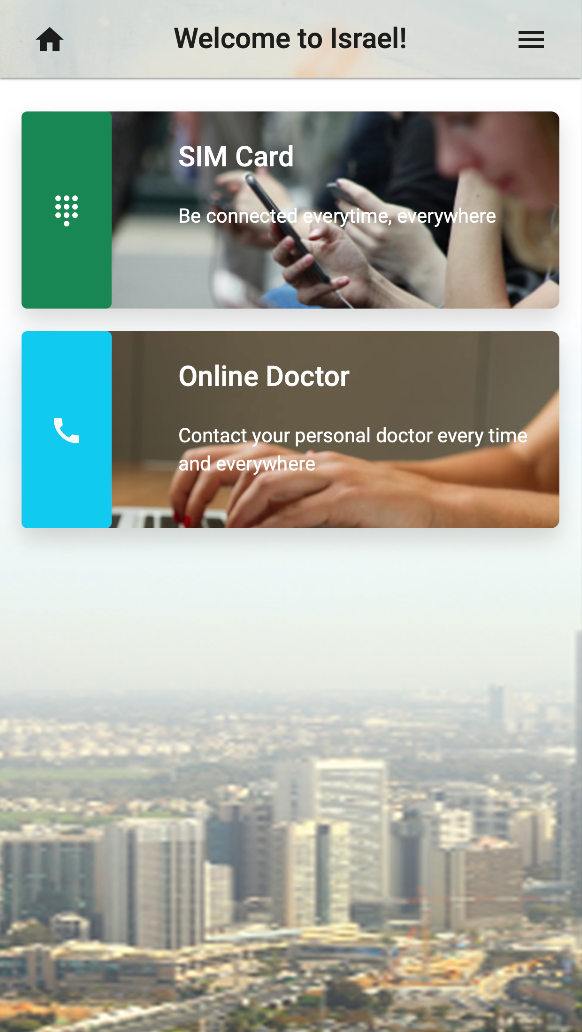 Welcome to Israel!
SIM Card
Be connected everytime, everywhere
Online Doctor
Contact your personal doctor every time
and everywhere